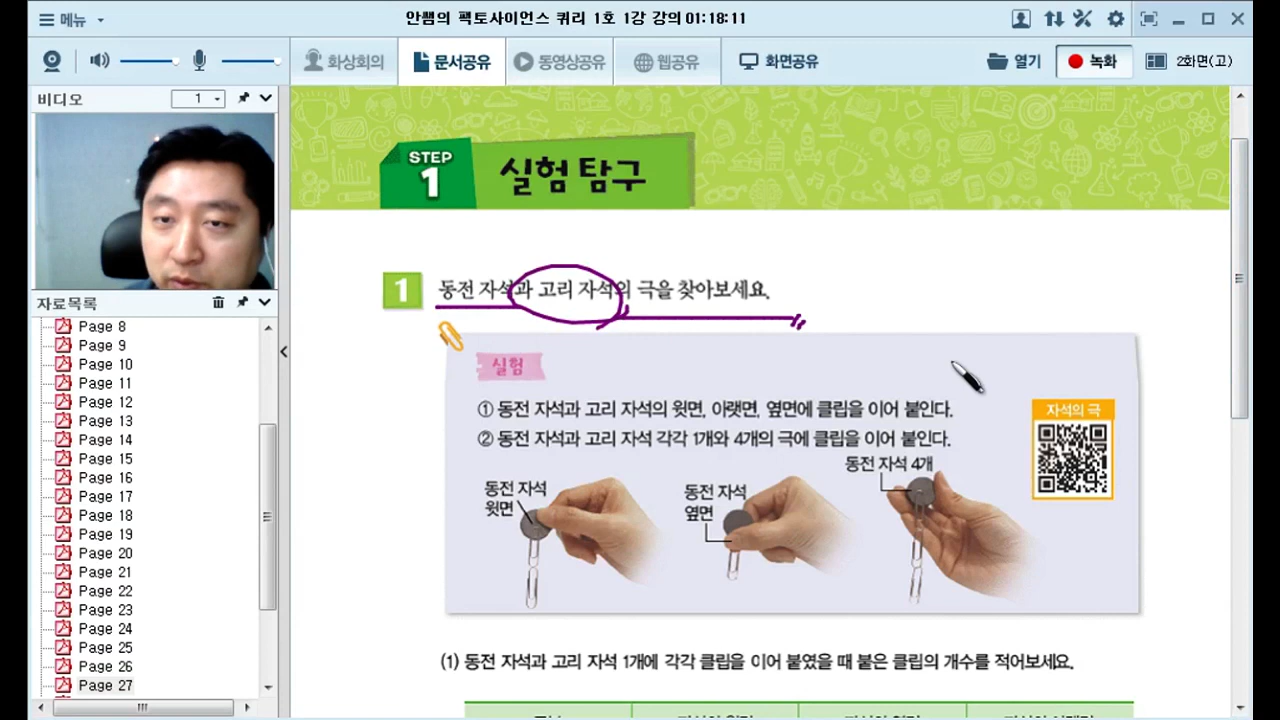 메뉴
안쌤의 팩토사이언스 쿼리 1호 1강 강의 01:18:11
화상회의
문서공유
동영상공유
웹공유
화면공유
열기
녹화
2화면(고)
비디오
1
자료목록
Page 8
Page 9
Page 10
Page 11
Page 12
Page 13
Page 14
Page 15
Page 16
Page 17
Page 18
Page 19
Page 20
Page 21
Page 22
Page 23
Page 24
Page 25
Page 26
Page 27
STEP
1
실험 탐구
1 동전 자석과 고리 자석의 극을 찾아보세요.
실험
① 동전 자석과 고리 자석의 윗면, 아랫면, 옆면에 클립을 이어 붙인다.
② 동전 자석과 고리 자석 각각 1개와 4개의 극에 클립을 이어 붙인다.
자석의 극
동전 자석
윗면
동전 자석
옆면
동전 자석 4개
(1) 동전 자석과 고리 자석 1개에 각각 클립을 이어 붙였을 때 붙은 클립의 개수를 적어보세요.